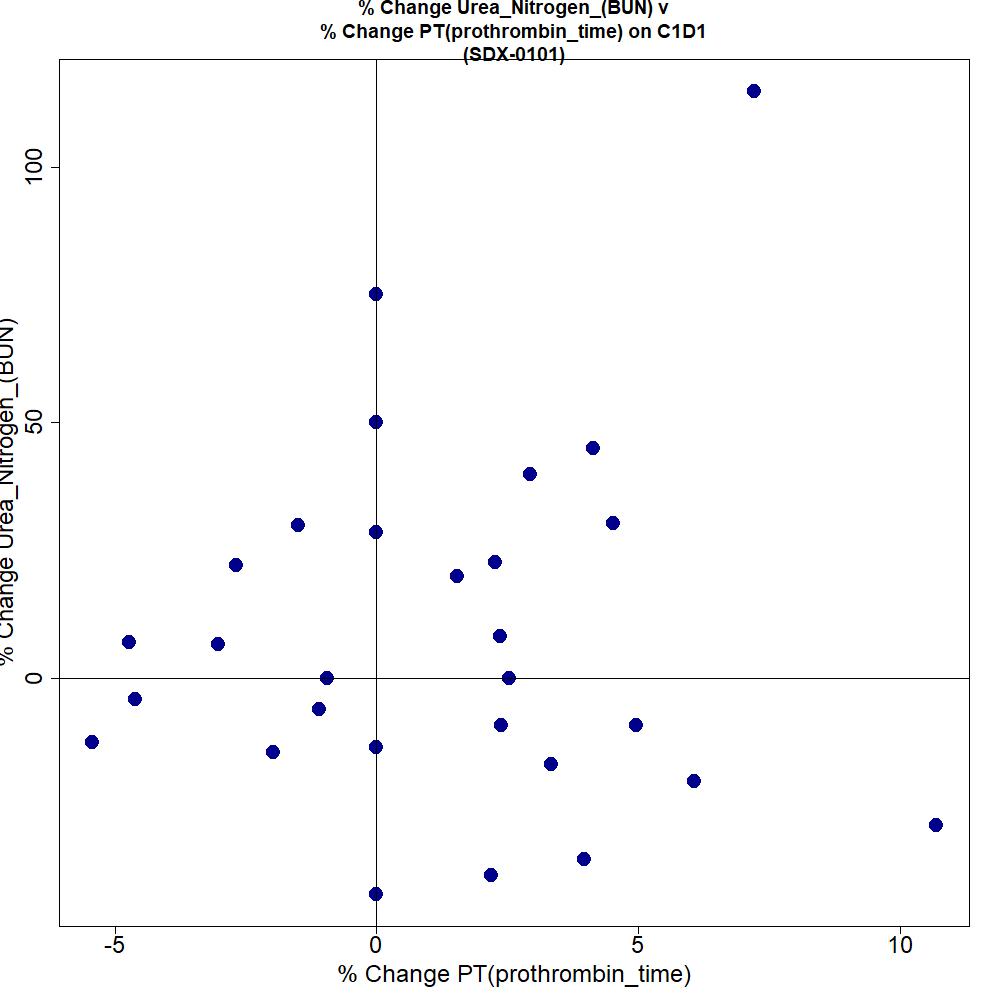 % Change Urea_Nitrogen_(BUN) v
% Change PT(prothrombin_time) on C1D1
(SDX-0101)
% Change Urea_Nitrogen_(BUN)
100
50
0
-5
0
5
10
% Change PT(prothrombin_time)